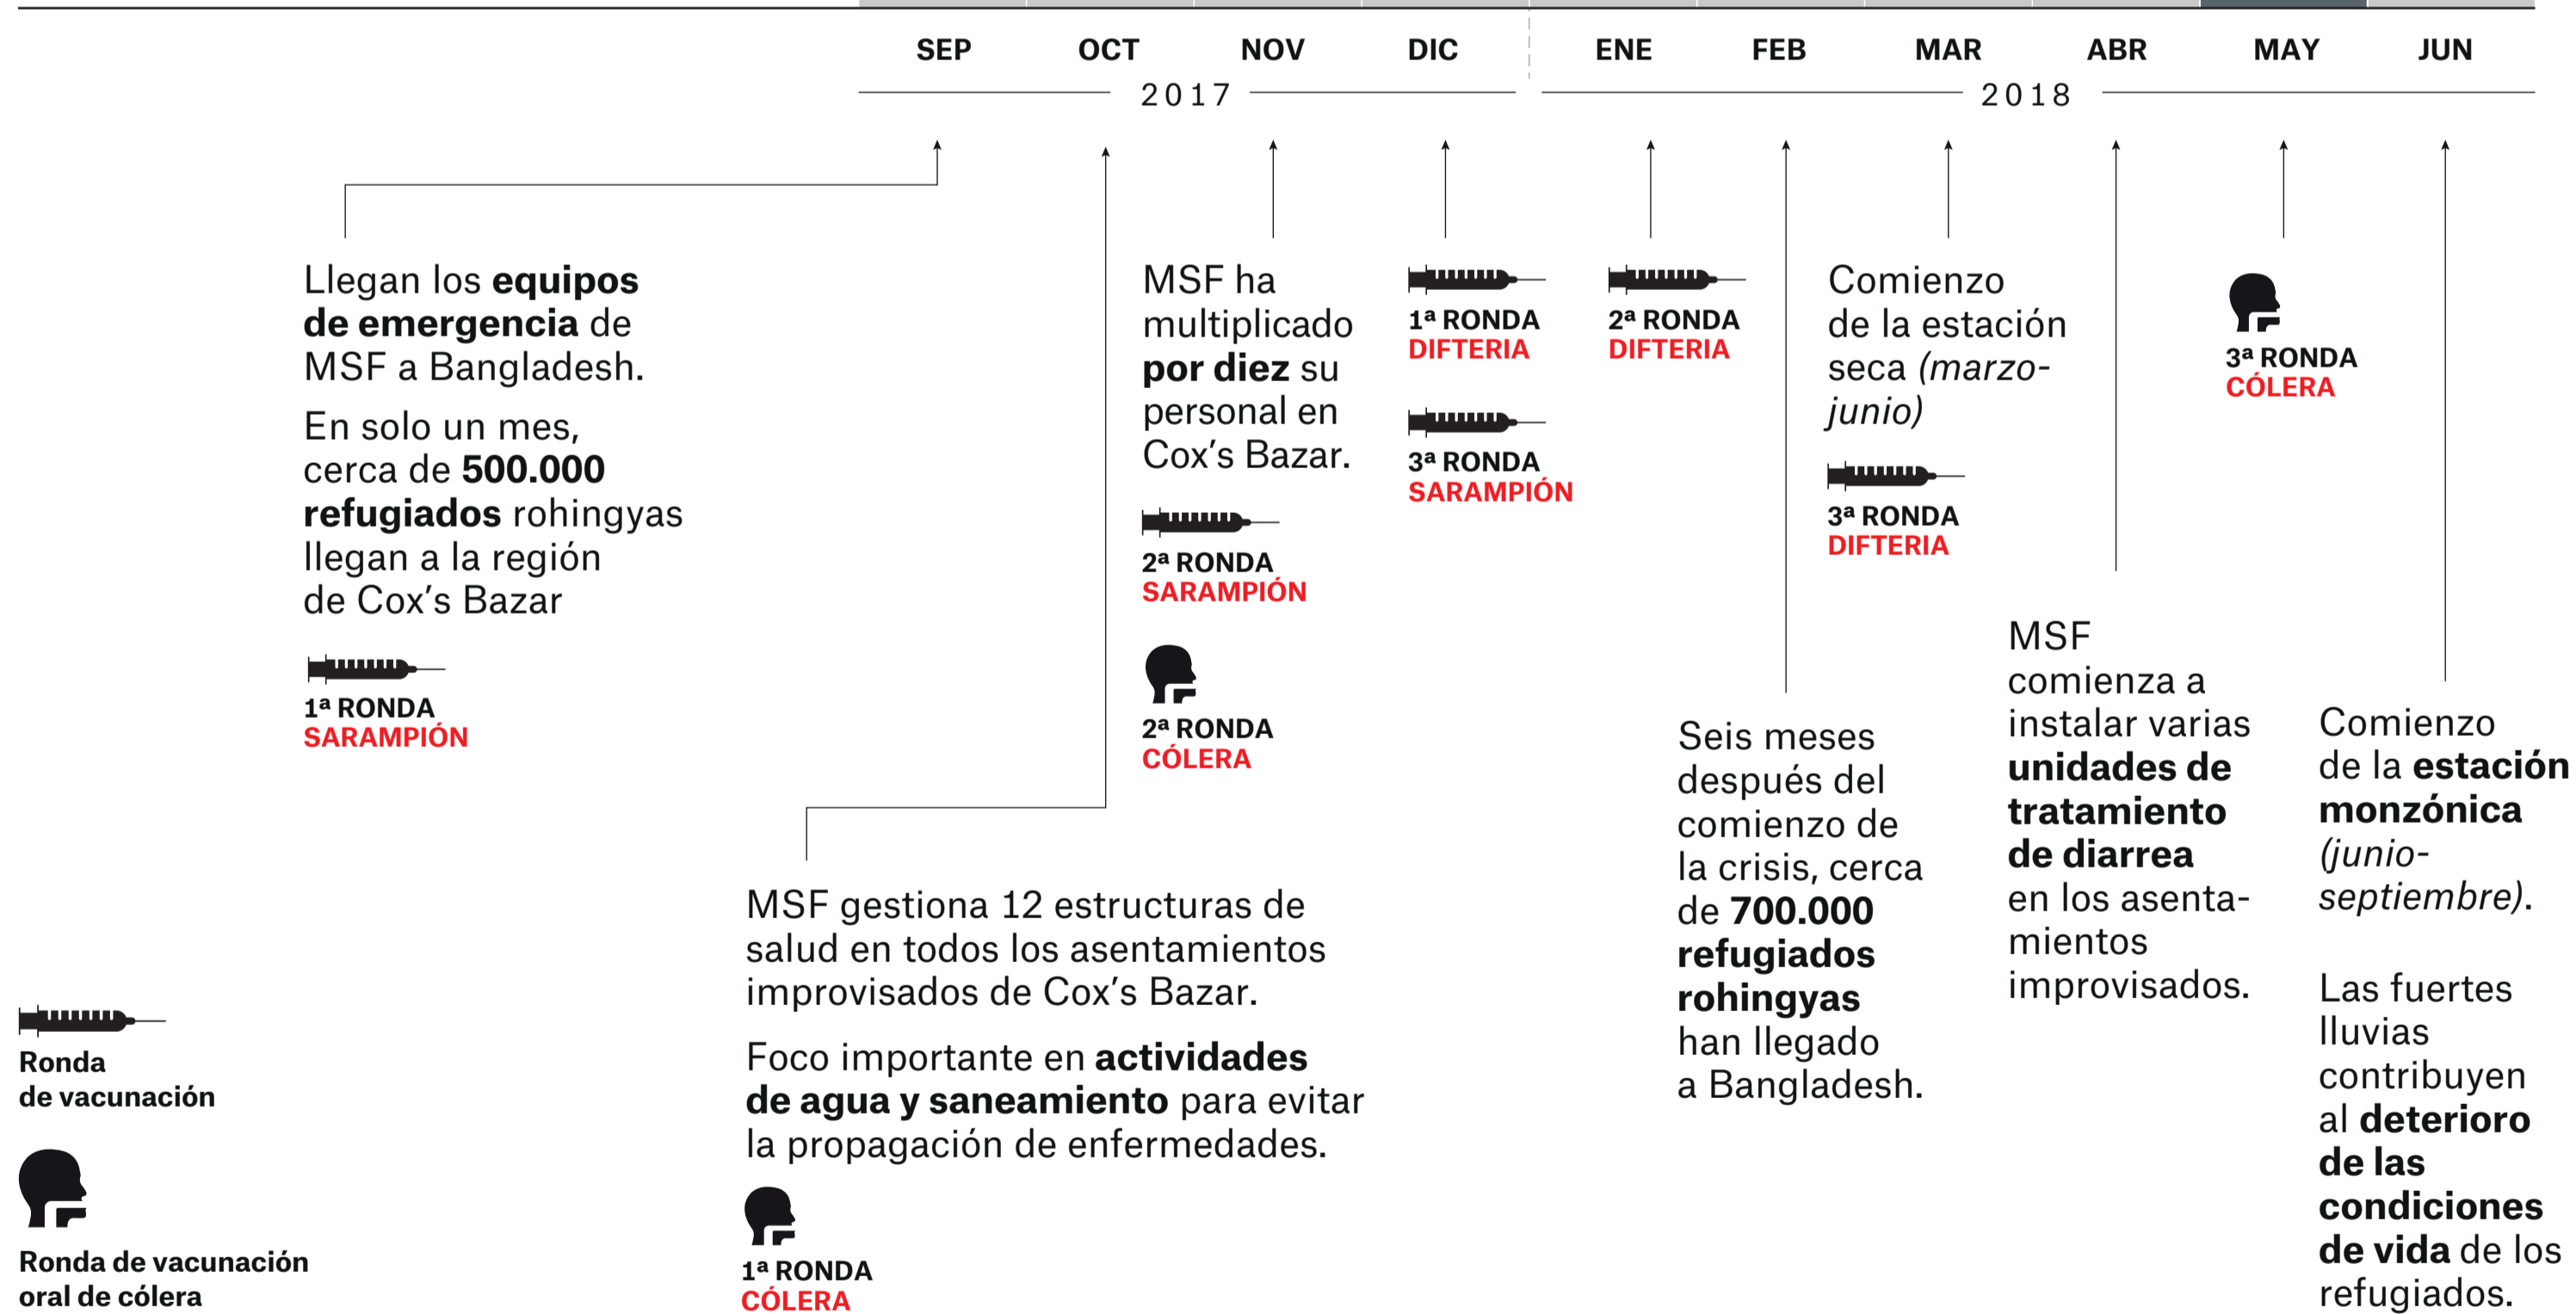 SEP OCT NOV DIC ENE FEB MAR ABR MAY JUN
2017 2018
Llegan los equipos
de emergencia de
MSF a Bangladesh.
En solo un mes,
cerca de 500.000
refugiados rohingyas
llegan a la región
de Cox’s Bazar
1ª RONDA
SARAMPIÓN
MSF gestiona 12 estructuras de
salud en todos los asentamientos
improvisados de Cox’s Bazar.
Foco importante en actividades
de agua y saneamiento para evitar
la propagación de enfermedades.
1ª RONDA
CÓLERA
MSF ha
multiplicado
por diez su
personal en
Cox’s Bazar.
2ª RONDA
SARAMPIÓN
2ª RONDA
CÓLERA
1ª RONDA
DIFTERIA
3ª RONDA
SARAMPIÓN
2ª RONDA
DIFTERIA
Seis meses
después del
comienzo de
la crisis, cerca
de 700.000
refugiados
rohingyas
han llegado
a Bangladesh.
Comienzo
de la estación
seca (marzo-
junio)
3ª RONDA
DIFTERIA
MSF
comienza a
instalar varias
unidades de
tratamiento
de diarrea
en los asenta-
mientos
improvisados.
3ª RONDA
CÓLERA
Comienzo
de la estación
monzónica
(junio-
septiembre).
Las fuertes
lluvias
contribuyen
al deterioro
de las
condiciones
de vida de los
refugiados.
Ronda
de vacunación
Ronda de vacunación
oral de cólera